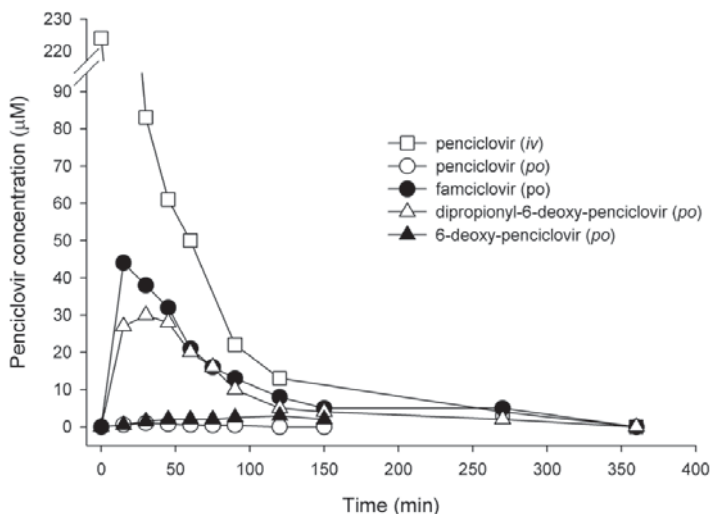 230
220
90
80
70
60
50
40
30
20
10
0
Penciclovir concentration (μM)
penciclovir (iv)
penciclovir (po)
famciclovir (po)
dipropionyl-6-deoxy-penciclovir (po)
6-deoxy-penciclovir (po)
0 50 100 150 200 250 300 350 400
Time (min)